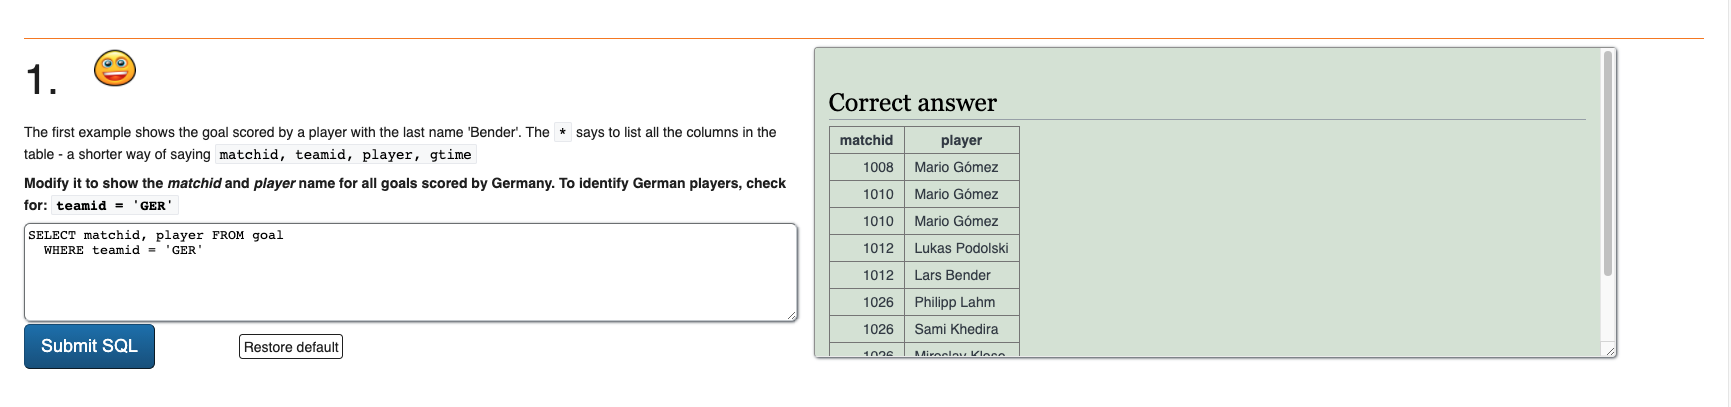 1.
The first example shows the goal scored by a player with the last name 'Bender'. The * says to list all the columns in the
table - a shorter way of saying matchid, teamid, player, gtime
Modify it to show the matchid and player name for all goals scored by Germany. To identify German players, check
for: teamid = 'GER'
SELECT matchid, player FROM goal
WHERE teamid = 'GER'
Submit SQL
Restore default
Correct answer
matchid player
1008 Mario Gómez
1010 Mario Gómez
1010 Mario Gómez
1012 Lukas Podolski
1012 Lars Bender
1026 Philipp Lahm
1026 Sami Khedira
1026 Miroslav Klose